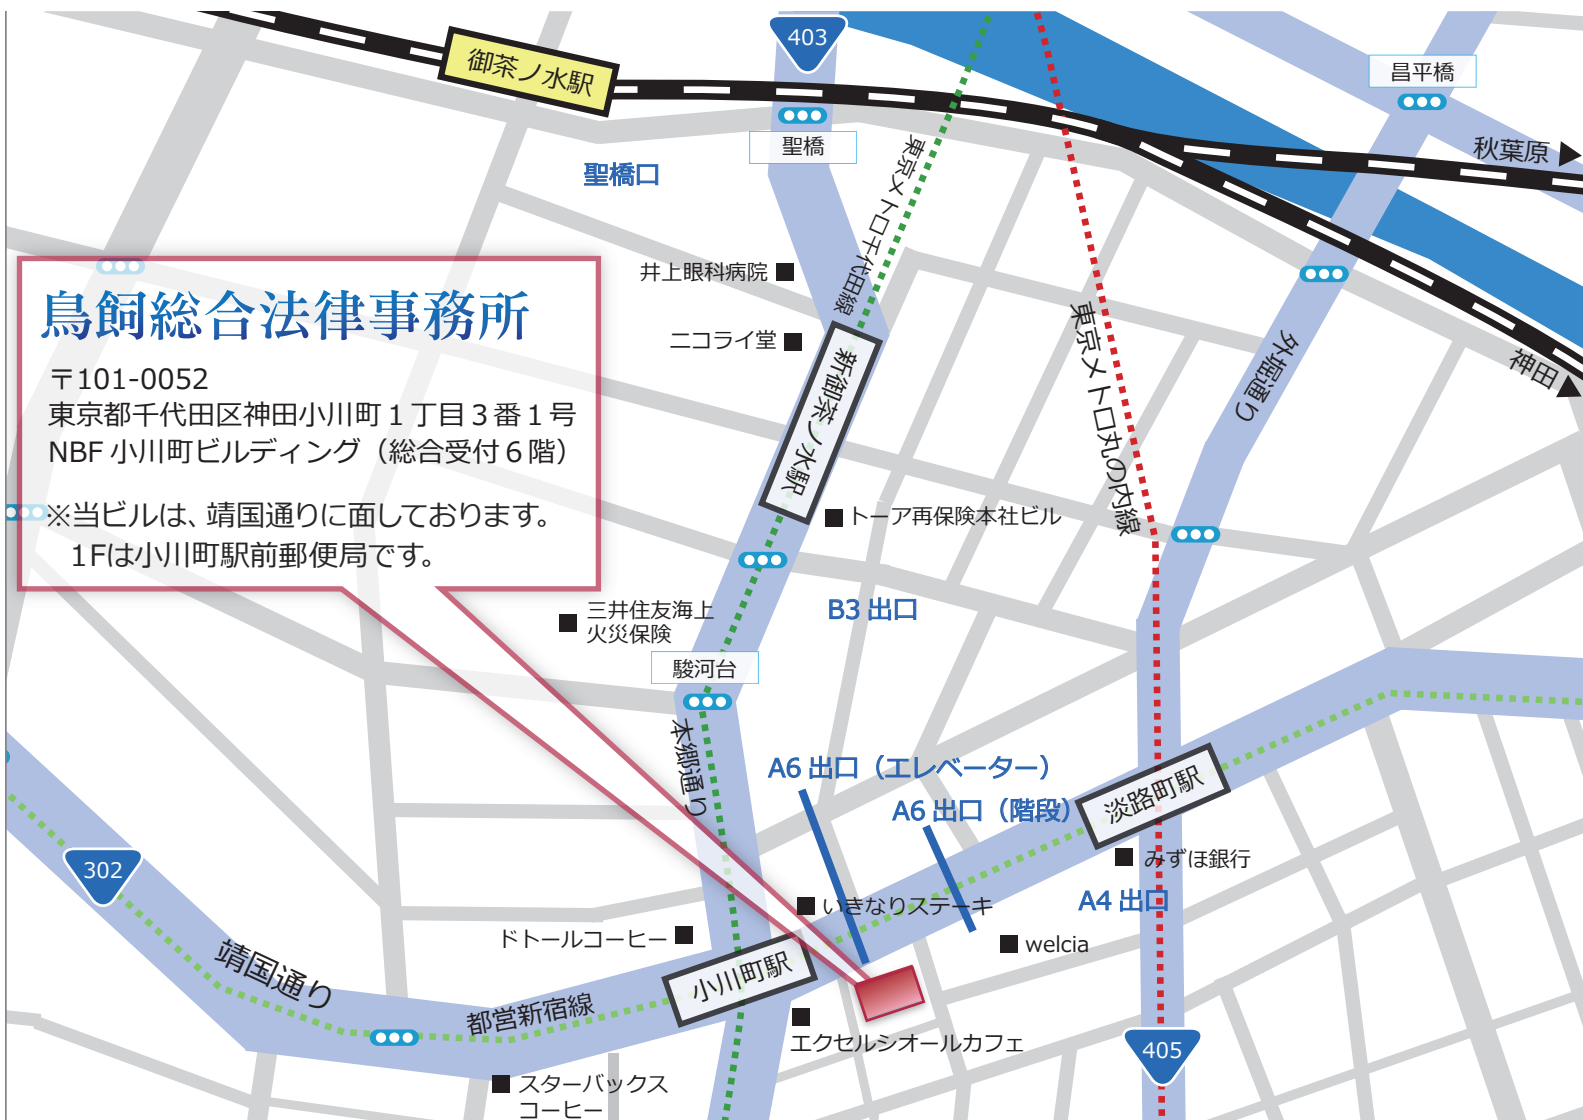 403
御茶ノ水駅
昌平橋
聖橋
秋葉原
聖橋口
東京メトロ千代田線
井上眼科病院
ニコライ堂
新御茶ノ水駅
東京メトロ丸の内線
外堀通り
神田
鳥飼総合法律事務所
〒101-0052
東京都千代田区神田小川町1丁目3番1号
NBF 小川町ビルディング（総合受付6階）
※当ビルは、靖国通りに面しております。
1Fは小川町駅前郵便局です。
トーア再保険本社ビル
B3 出口
三井住友海上
火災保険
駿河台
本郷通り
A6 出口（エレベーター）
A6 出口（階段）
淡路町駅
みずほ銀行
A4 出口
302
いきなりステーキ
ドトールコーヒー
welcia
靖国通り
小川町駅
都営新宿線
エクセルシオールカフェ
405
スターバックス
コーヒー